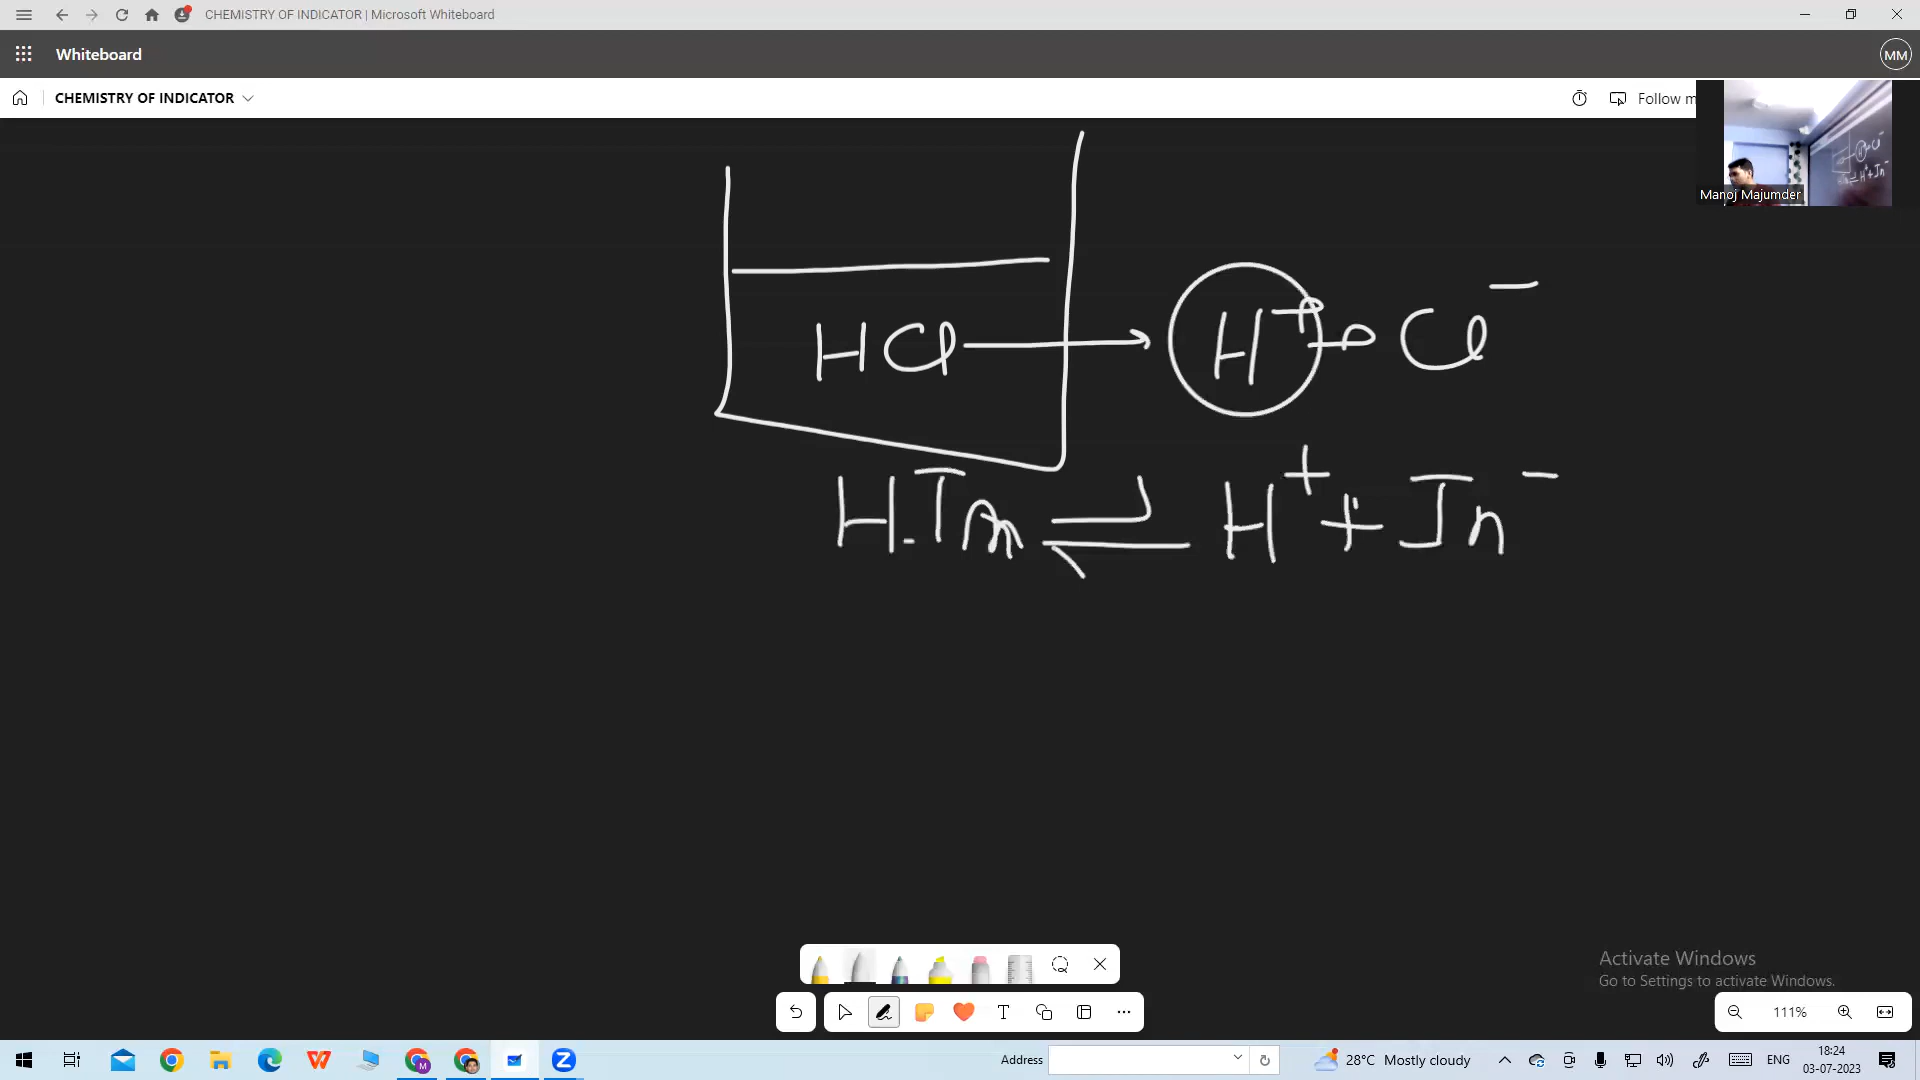 CHEMISTRY OF INDICATOR | Microsoft Whiteboard
Whiteboard
MM
CHEMISTRY OF INDICATOR
Follow m
Manoj Majumder
HCl → H⁺ + Cl⁻
H.In ⇌ H⁺ + In⁻
Activate Windows
Go to Settings to activate Windows.
111%
Address
28°C Mostly cloudy
ENG
18:24
03-07-2023